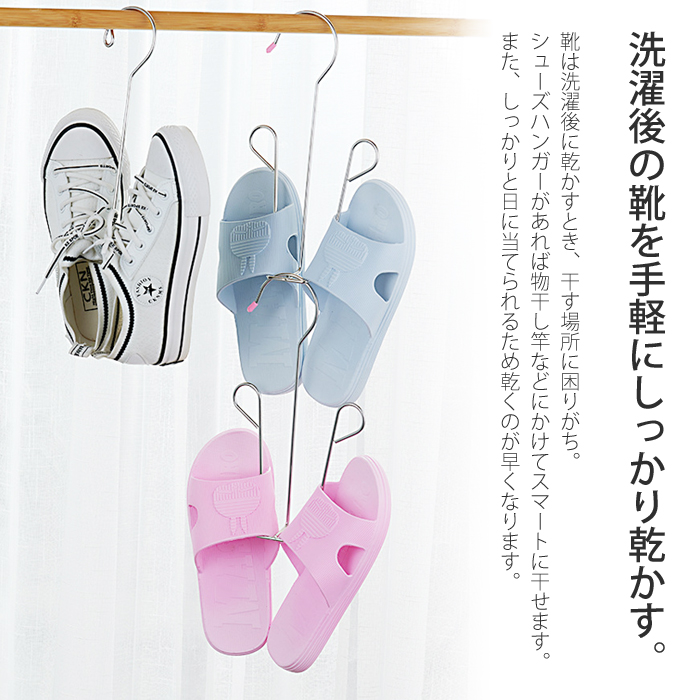 洗濯後の靴を手軽にしっかり乾かす。
靴は洗濯後に乾かすとき、干す場所に困りがち。
シューズハンガーがあれば物干し竿などにかけてスマートに干せます。
また、しっかりと日に当てられるため乾くのが早くなります。
CKN
FASHION